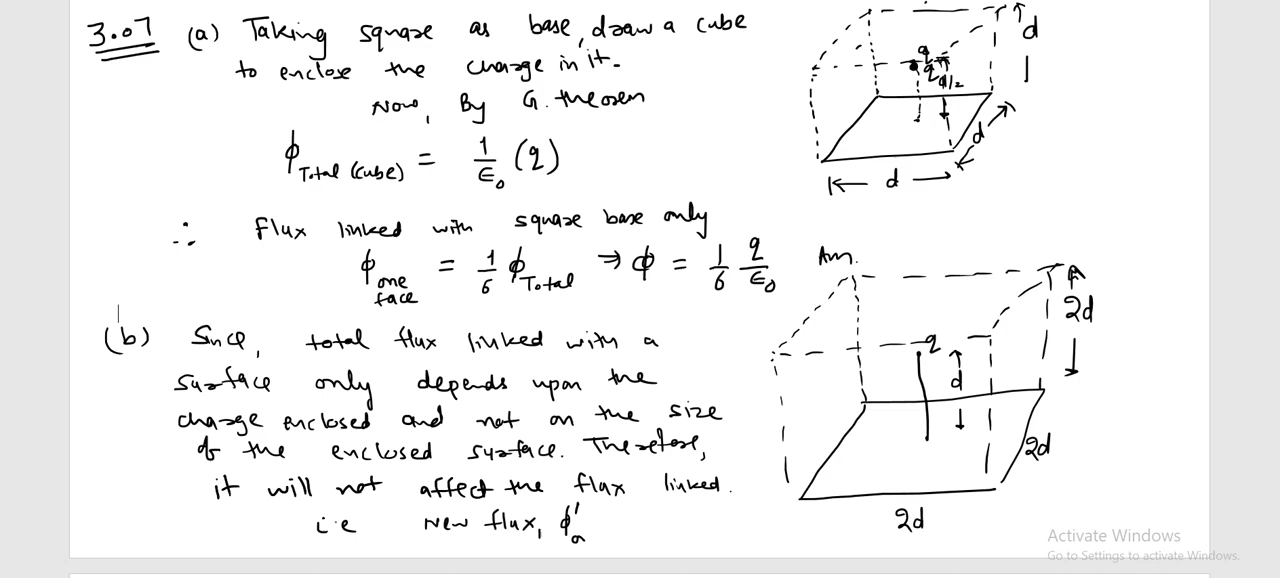 3.07 (a) Taking square as base, draw a cube
to enclose the charge in it.
Now, By G. theorem
ϕ Total (cube) = 1/ε₀ (q)
∴ flux linked with square base only
ϕ one face = 1/6 ϕ Total ⇒ ϕ = 1/6 q/ε₀ Am.
(b) Since, total flux linked with a
surface only depends upon the
charge enclosed and not on the size
of the enclosed surface. Therefore,
it will not affect the flux linked.
i.e New flux, ϕ'
d
q
q
d/2
d
d
2d
q
d
2d
2d
Activate Windows
Go to Settings to activate Windows.